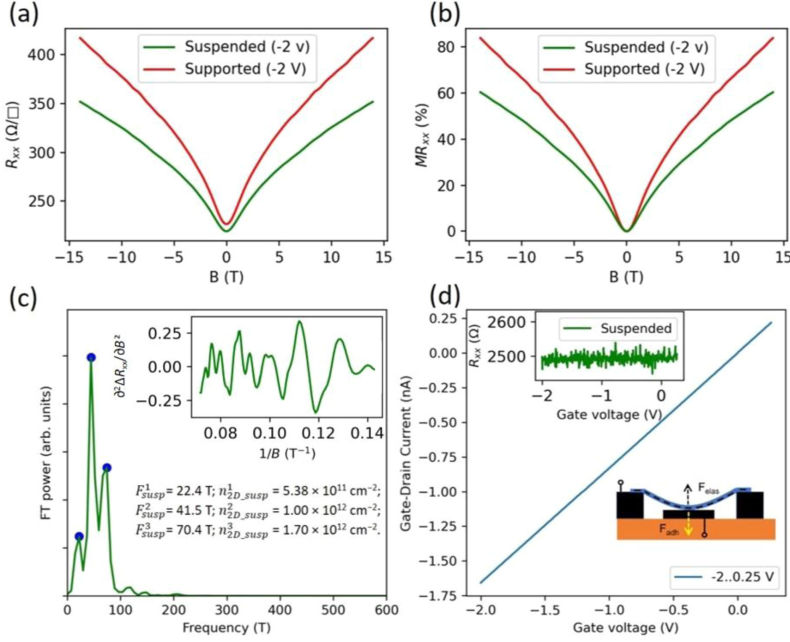 (a)
Suspended (-2 v)
Supported (-2 V)
R_xx (Ω/□)
400
350
300
250
−15 −10 −5 0 5 10 15
B (T)
(b)
Suspended (-2 v)
Supported (-2 V)
MR_xx (%)
80
60
40
20
0
−15 −10 −5 0 5 10 15
B (T)
(c)
FT power (arb. units)
∂²ΔR_xx/∂B²
0.25
0.00
−0.25
0.08 0.10 0.12 0.14
1/B (T⁻¹)
F¹_susp = 22.4 T; n¹_2D_susp = 5.38 × 10¹¹ cm⁻²;
F²_susp = 41.5 T; n²_2D_susp = 1.00 × 10¹² cm⁻²;
F³_susp = 70.4 T; n³_2D_susp = 1.70 × 10¹² cm⁻².
0 100 200 300 400 500 600
Frequency (T)
(d)
Gate-Drain Current (nA)
0.25
0.00
−0.25
−0.50
−0.75
−1.00
−1.25
−1.50
−1.75
R_xx (Ω)
2600
2500
Suspended
−2 −1 0
Gate voltage (V)
F_elas
F_adh
-2..0.25 V
−2.0 −1.5 −1.0 −0.5 0.0
Gate voltage (V)